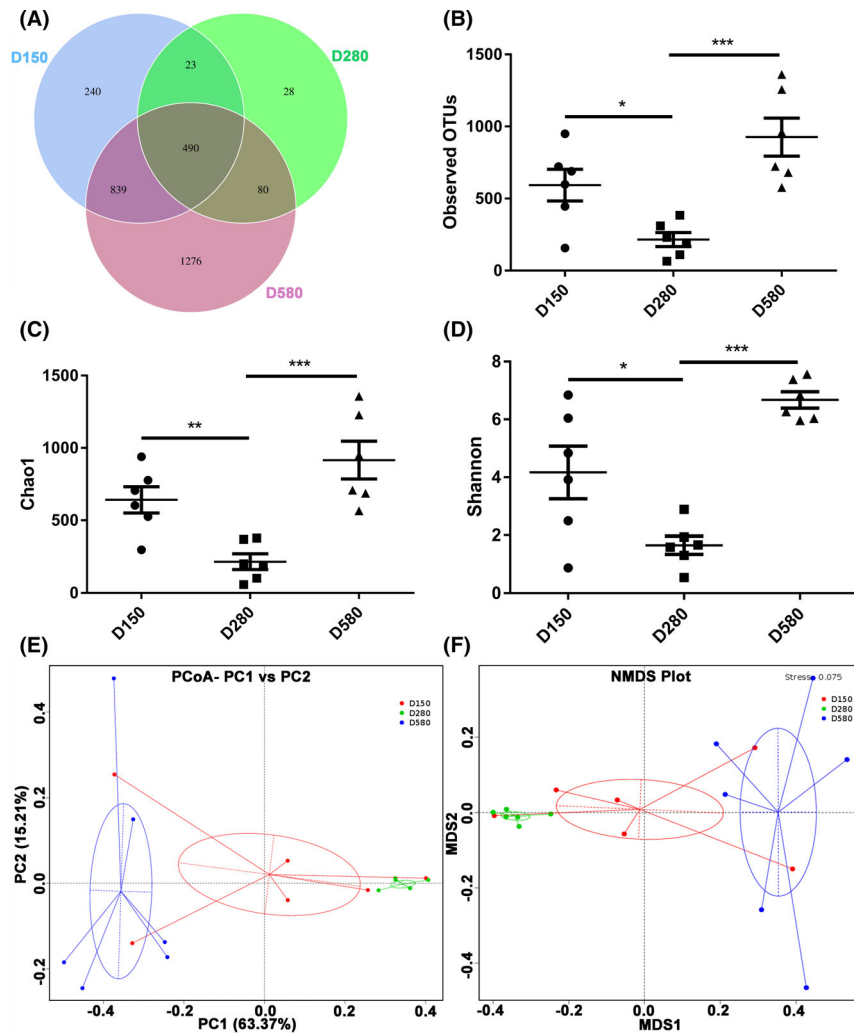 (A)
D150
D280
23
240
28
490
839
80
1276
D580
(B)
Observed OTUs
1500
1000
500
0
*
***
D150
D280
D580
(C)
Chao1
1500
1000
500
0
**
***
D150
D280
D580
(D)
Shannon
8
6
4
2
0
*
***
D150
D280
D580
(E)
PCoA- PC1 vs PC2
D150
D280
D580
PC2 (15.21%)
0.4
0.2
0.0
-0.2
-0.4
-0.2
0.0
0.2
0.4
PC1 (63.37%)
(F)
NMDS Plot
Stress: 0.075
D150
D280
D580
MDS2
0.2
0.0
-0.2
-0.4
-0.4
-0.2
0.0
0.2
0.4
MDS1